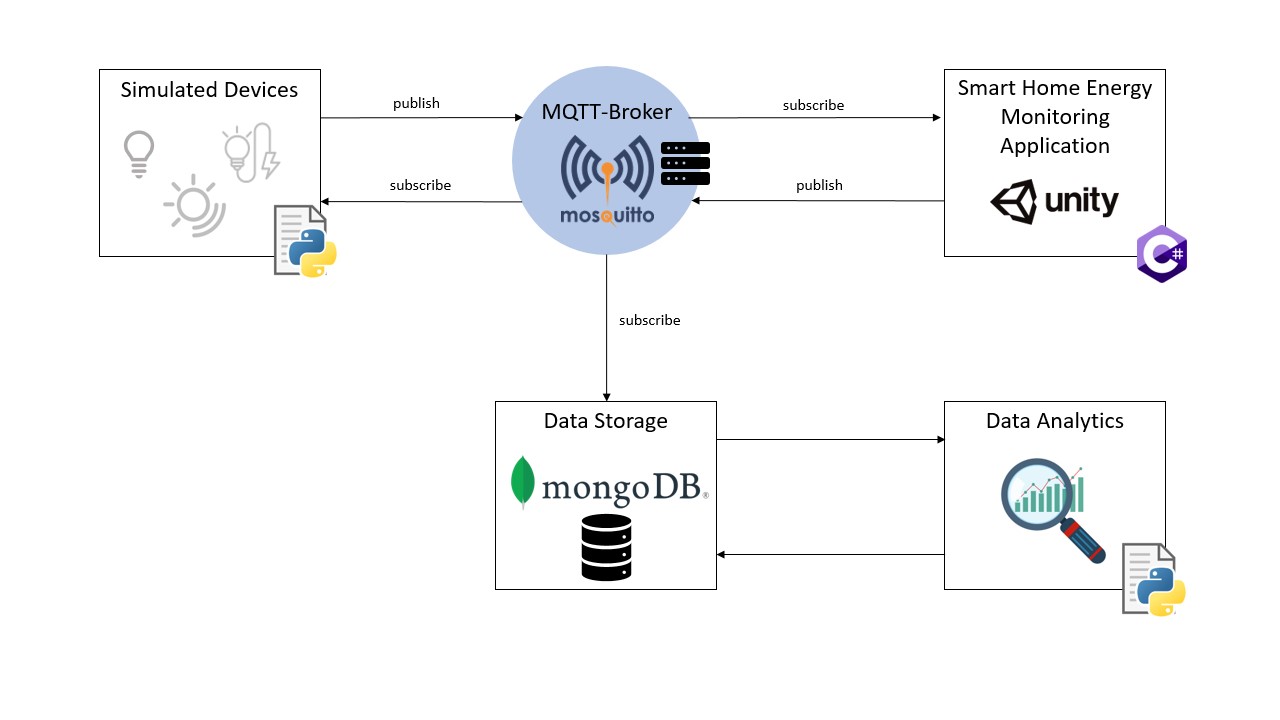 Simulated Devices
publish
subscribe
MQTT-Broker
mosquitto
subscribe
publish
Smart Home Energy
Monitoring
Application
unity
C#
subscribe
Data Storage
mongoDB®
Data Analytics